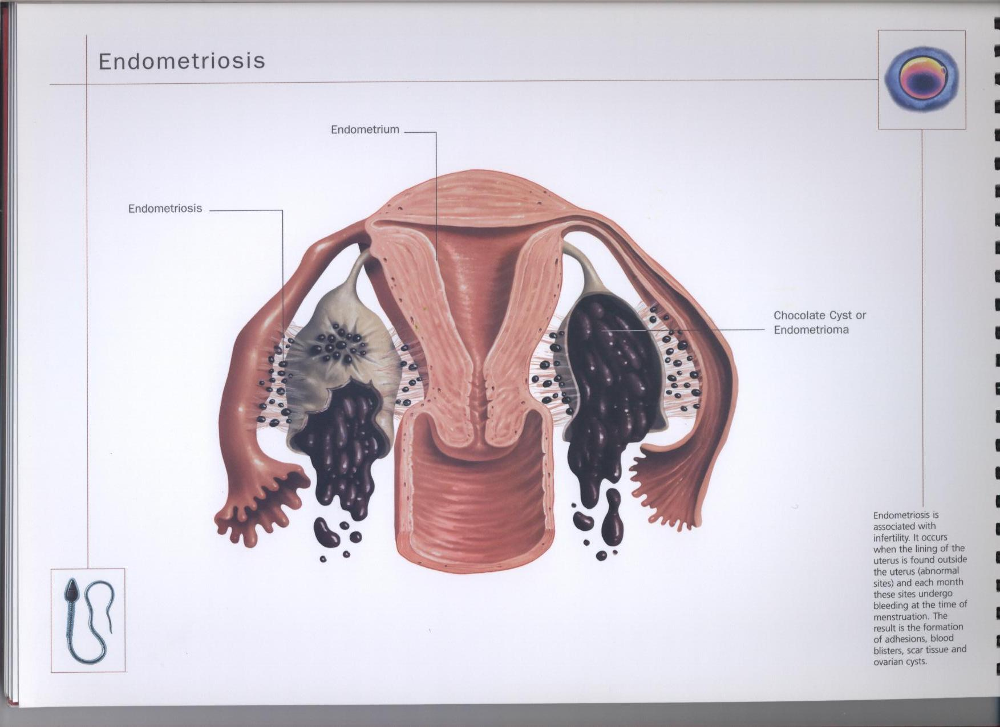 Endometriosis
Endometrium
Endometriosis
Chocolate Cyst or
Endometrioma
Endometriosis is
associated with
infertility. It occurs
when the lining of the
uterus is found outside
the uterus (abnormal
sites) and each month
these sites undergo
bleeding at the time of
menstruation. The
result is the formation
of adhesions, blood
blisters, scar tissue and
ovarian cysts.